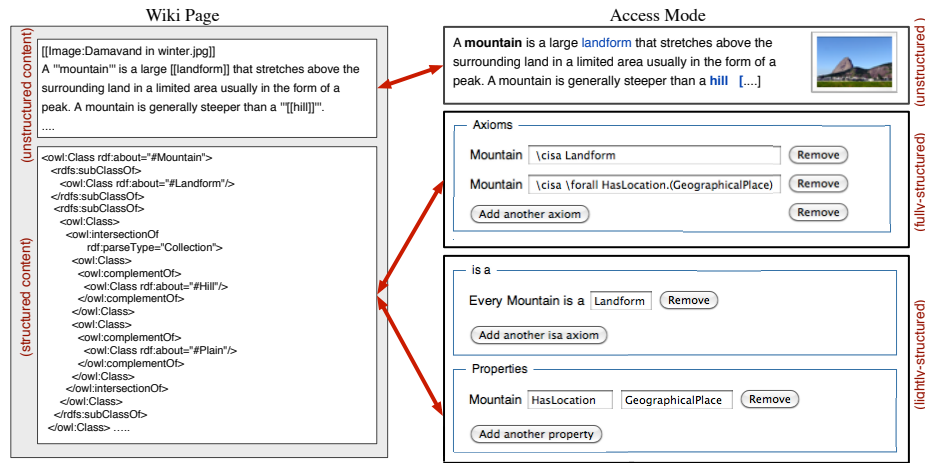 Wiki Page
Access Mode
(unstructured content)
[[Image:Damavand in winter.jpg]]
A '''mountain''' is a large [[landform]] that stretches above the
surrounding land in a limited area usually in the form of a
peak. A mountain is generally steeper than a '''[[hill]]'''.
....
(structured content)
<owl:Class rdf:about="#Mountain">
<rdfs:subClassOf>
<owl:Class rdf:about="#Landform"/>
</rdfs:subClassOf>
<rdfs:subClassOf>
<owl:Class>
<owl:intersectionOf
rdf:parseType="Collection">
<owl:Class>
<owl:complementOf>
<owl:Class rdf:about="#Hill"/>
</owl:complementOf>
</owl:Class>
<owl:Class>
<owl:complementOf>
<owl:Class rdf:about="#Plain"/>
</owl:complementOf>
</owl:Class>
</owl:intersectionOf>
</owl:Class>
</rdfs:subClassOf>
</owl:Class> .....
A mountain is a large landform that stretches above the
surrounding land in a limited area usually in the form of a
peak. A mountain is generally steeper than a hill [....]
(unstructured )
Axioms
Mountain \cisa Landform Remove
Mountain \cisa \forall HasLocation.(GeographicalPlace) Remove
Add another axiom Remove
(fully-structured)
is a
Every Mountain is a Landform Remove
Add another isa axiom
Properties
Mountain HasLocation GeographicalPlace Remove
Add another property
(lightly-structured)